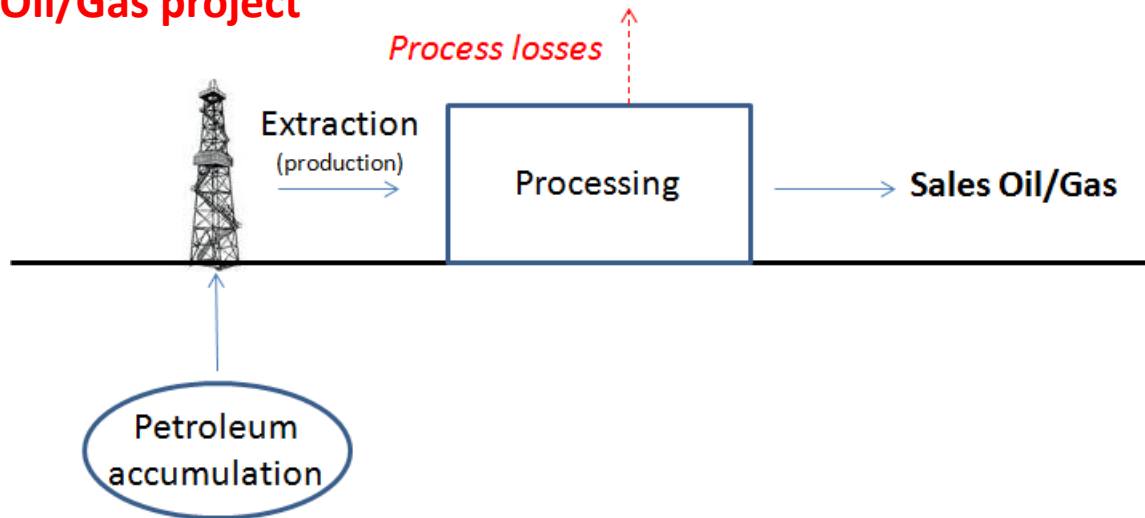 Oil/Gas project
Process losses
Extraction
(production)
Processing
Sales Oil/Gas
Petroleum
accumulation